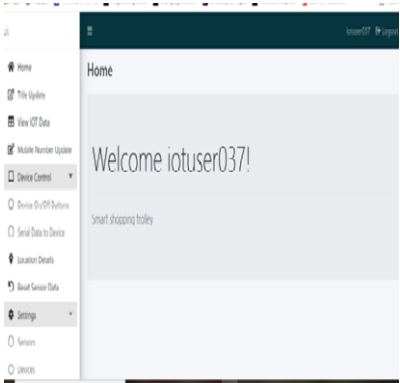 iotuser037 Logout
Home
Title Update
View IOT Data
Mobile Number Update
Device Control
Device On/Off Buttons
Serial Data to Device
Location Details
Reset Sensor Data
Settings
Sensors
Devices
Home
Welcome iotuser037!
Smart shopping trolley